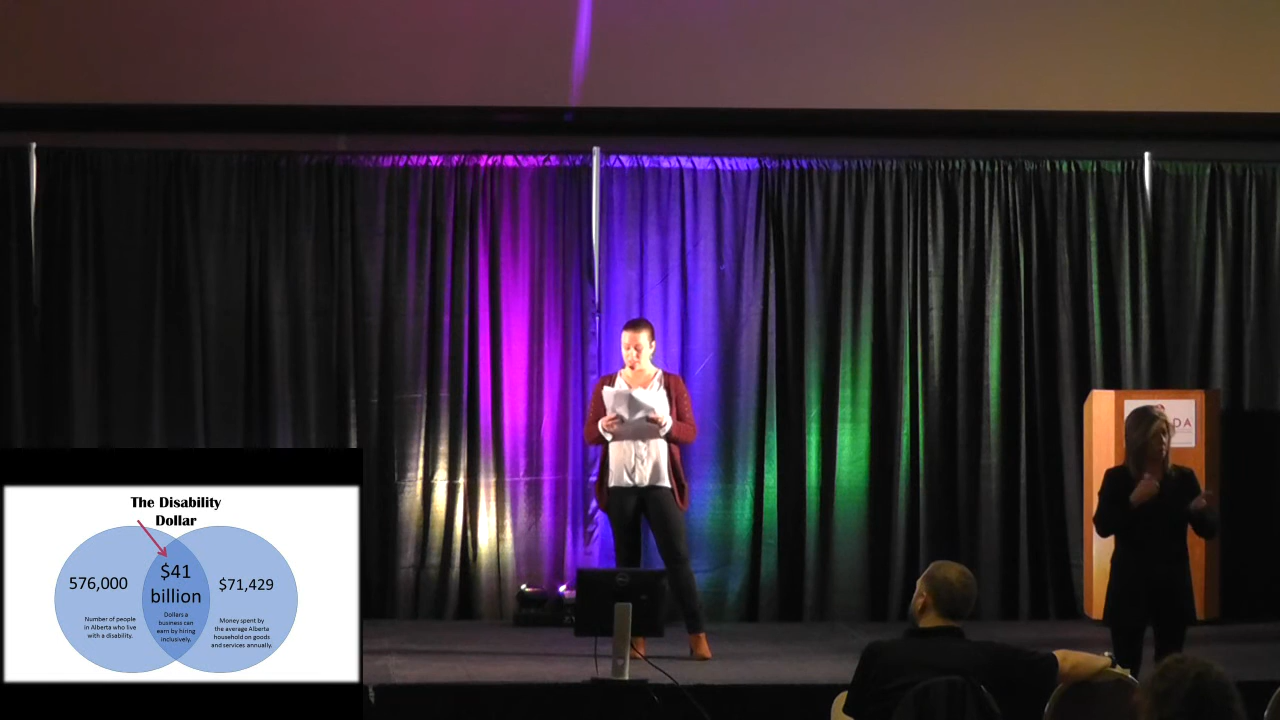 The Disability
Dollar
576,000
$41
billion
$71,429
Number of people
in Alberta who live
with a disability.
Dollars a
business can
earn by hiring
inclusively.
Money spent by
the average Alberta
household on goods
and services annually.
DELL
DA